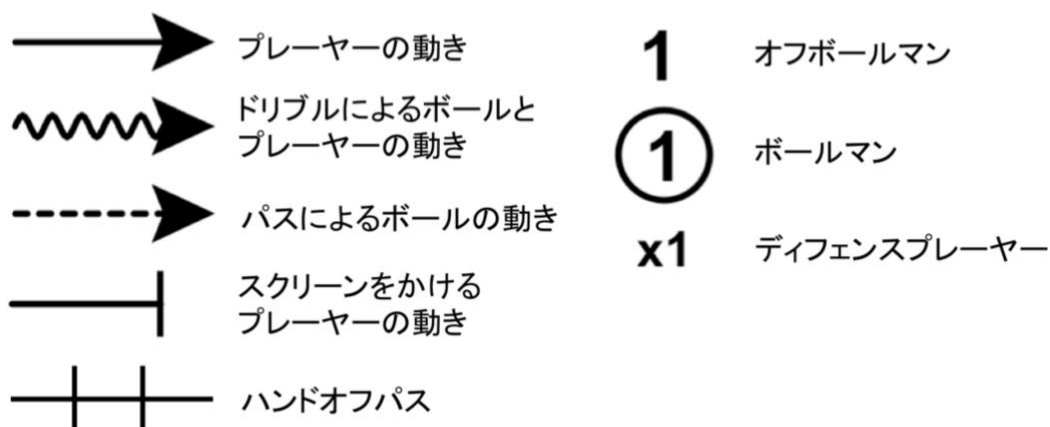 プレーヤーの動き
ドリブルによるボールと
プレーヤーの動き
パスによるボールの動き
スクリーンをかける
プレーヤーの動き
ハンドオフパス
1 オフボールマン
1 ボールマン
x1 ディフェンスプレーヤー